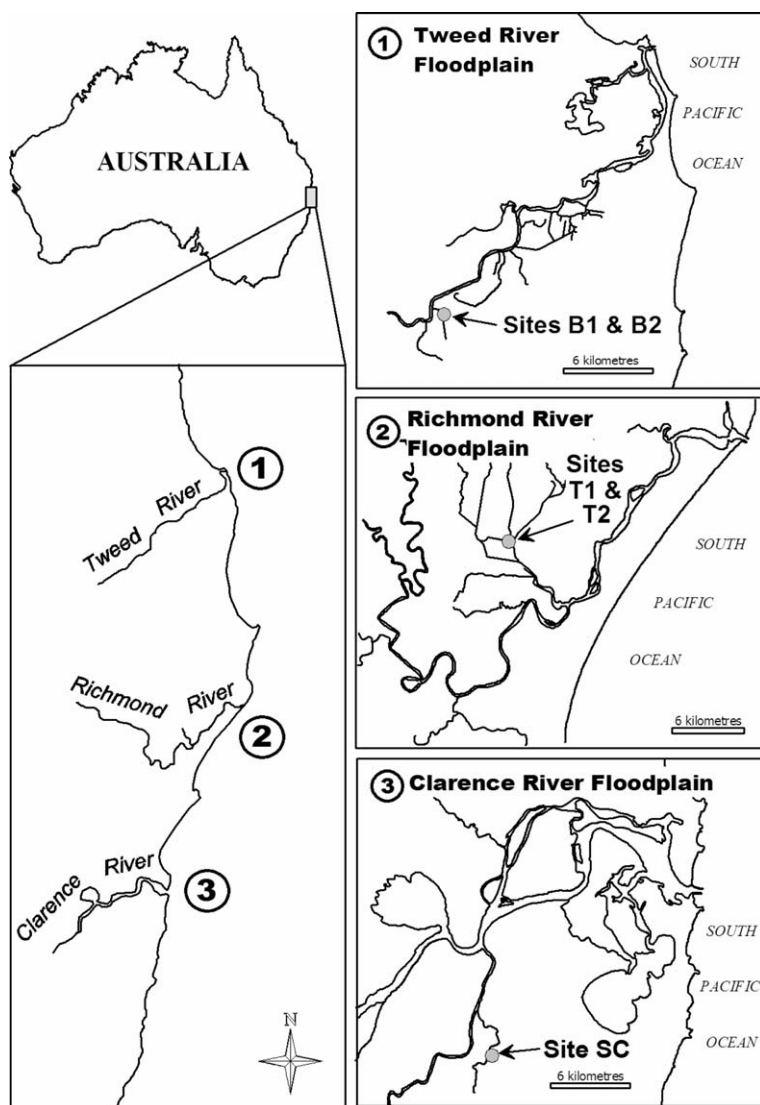 AUSTRALIA
1
Tweed River
2
Richmond River
3
Clarence River
N
1 Tweed River
Floodplain
SOUTH
PACIFIC
OCEAN
Sites B1 & B2
6 kilometres
2 Richmond River
Floodplain
Sites
T1 &
T2
SOUTH
PACIFIC
OCEAN
6 kilometres
3 Clarence River Floodplain
SOUTH
PACIFIC
OCEAN
Site SC
6 kilometres